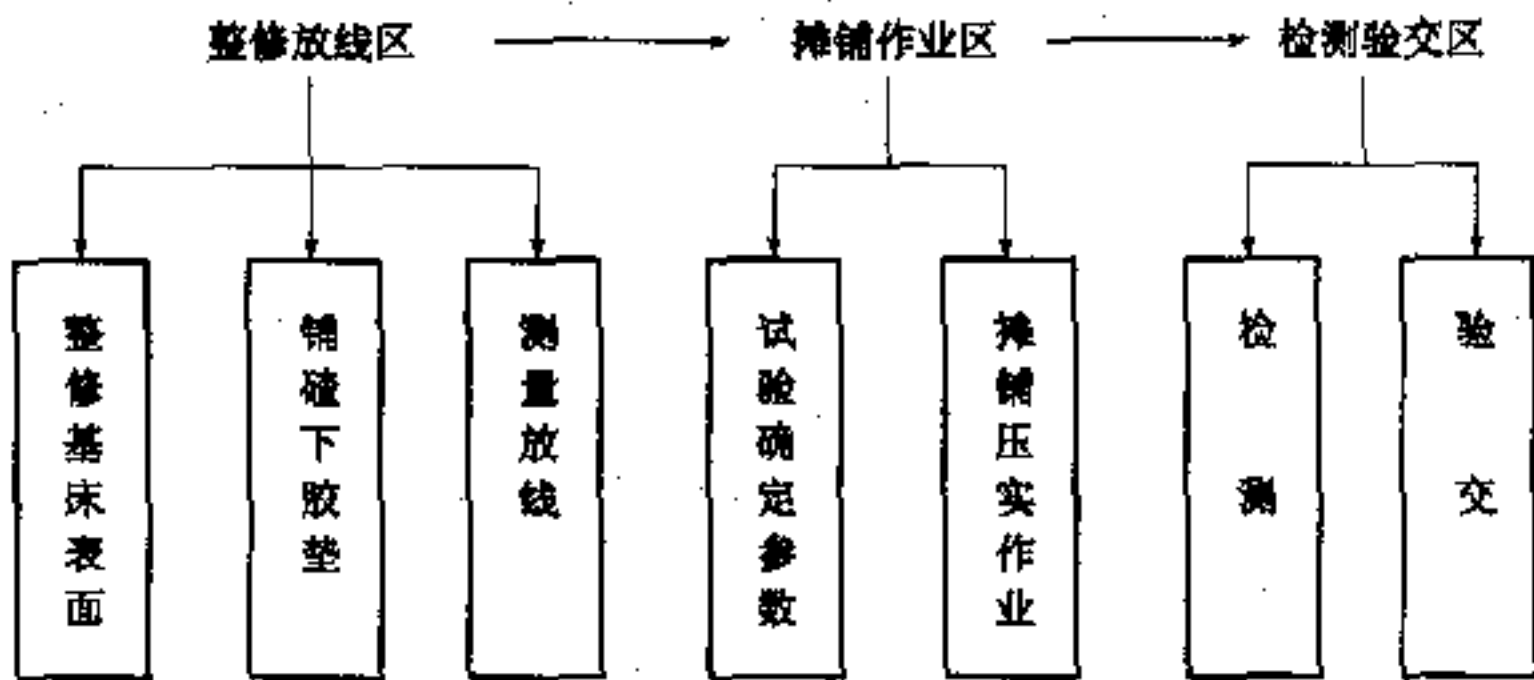 整修放线区
摊铺作业区
检测验交区
整修基床表面
铺碴下胶垫
测量放线
试验确定参数
摊铺压实作业
检测
验交